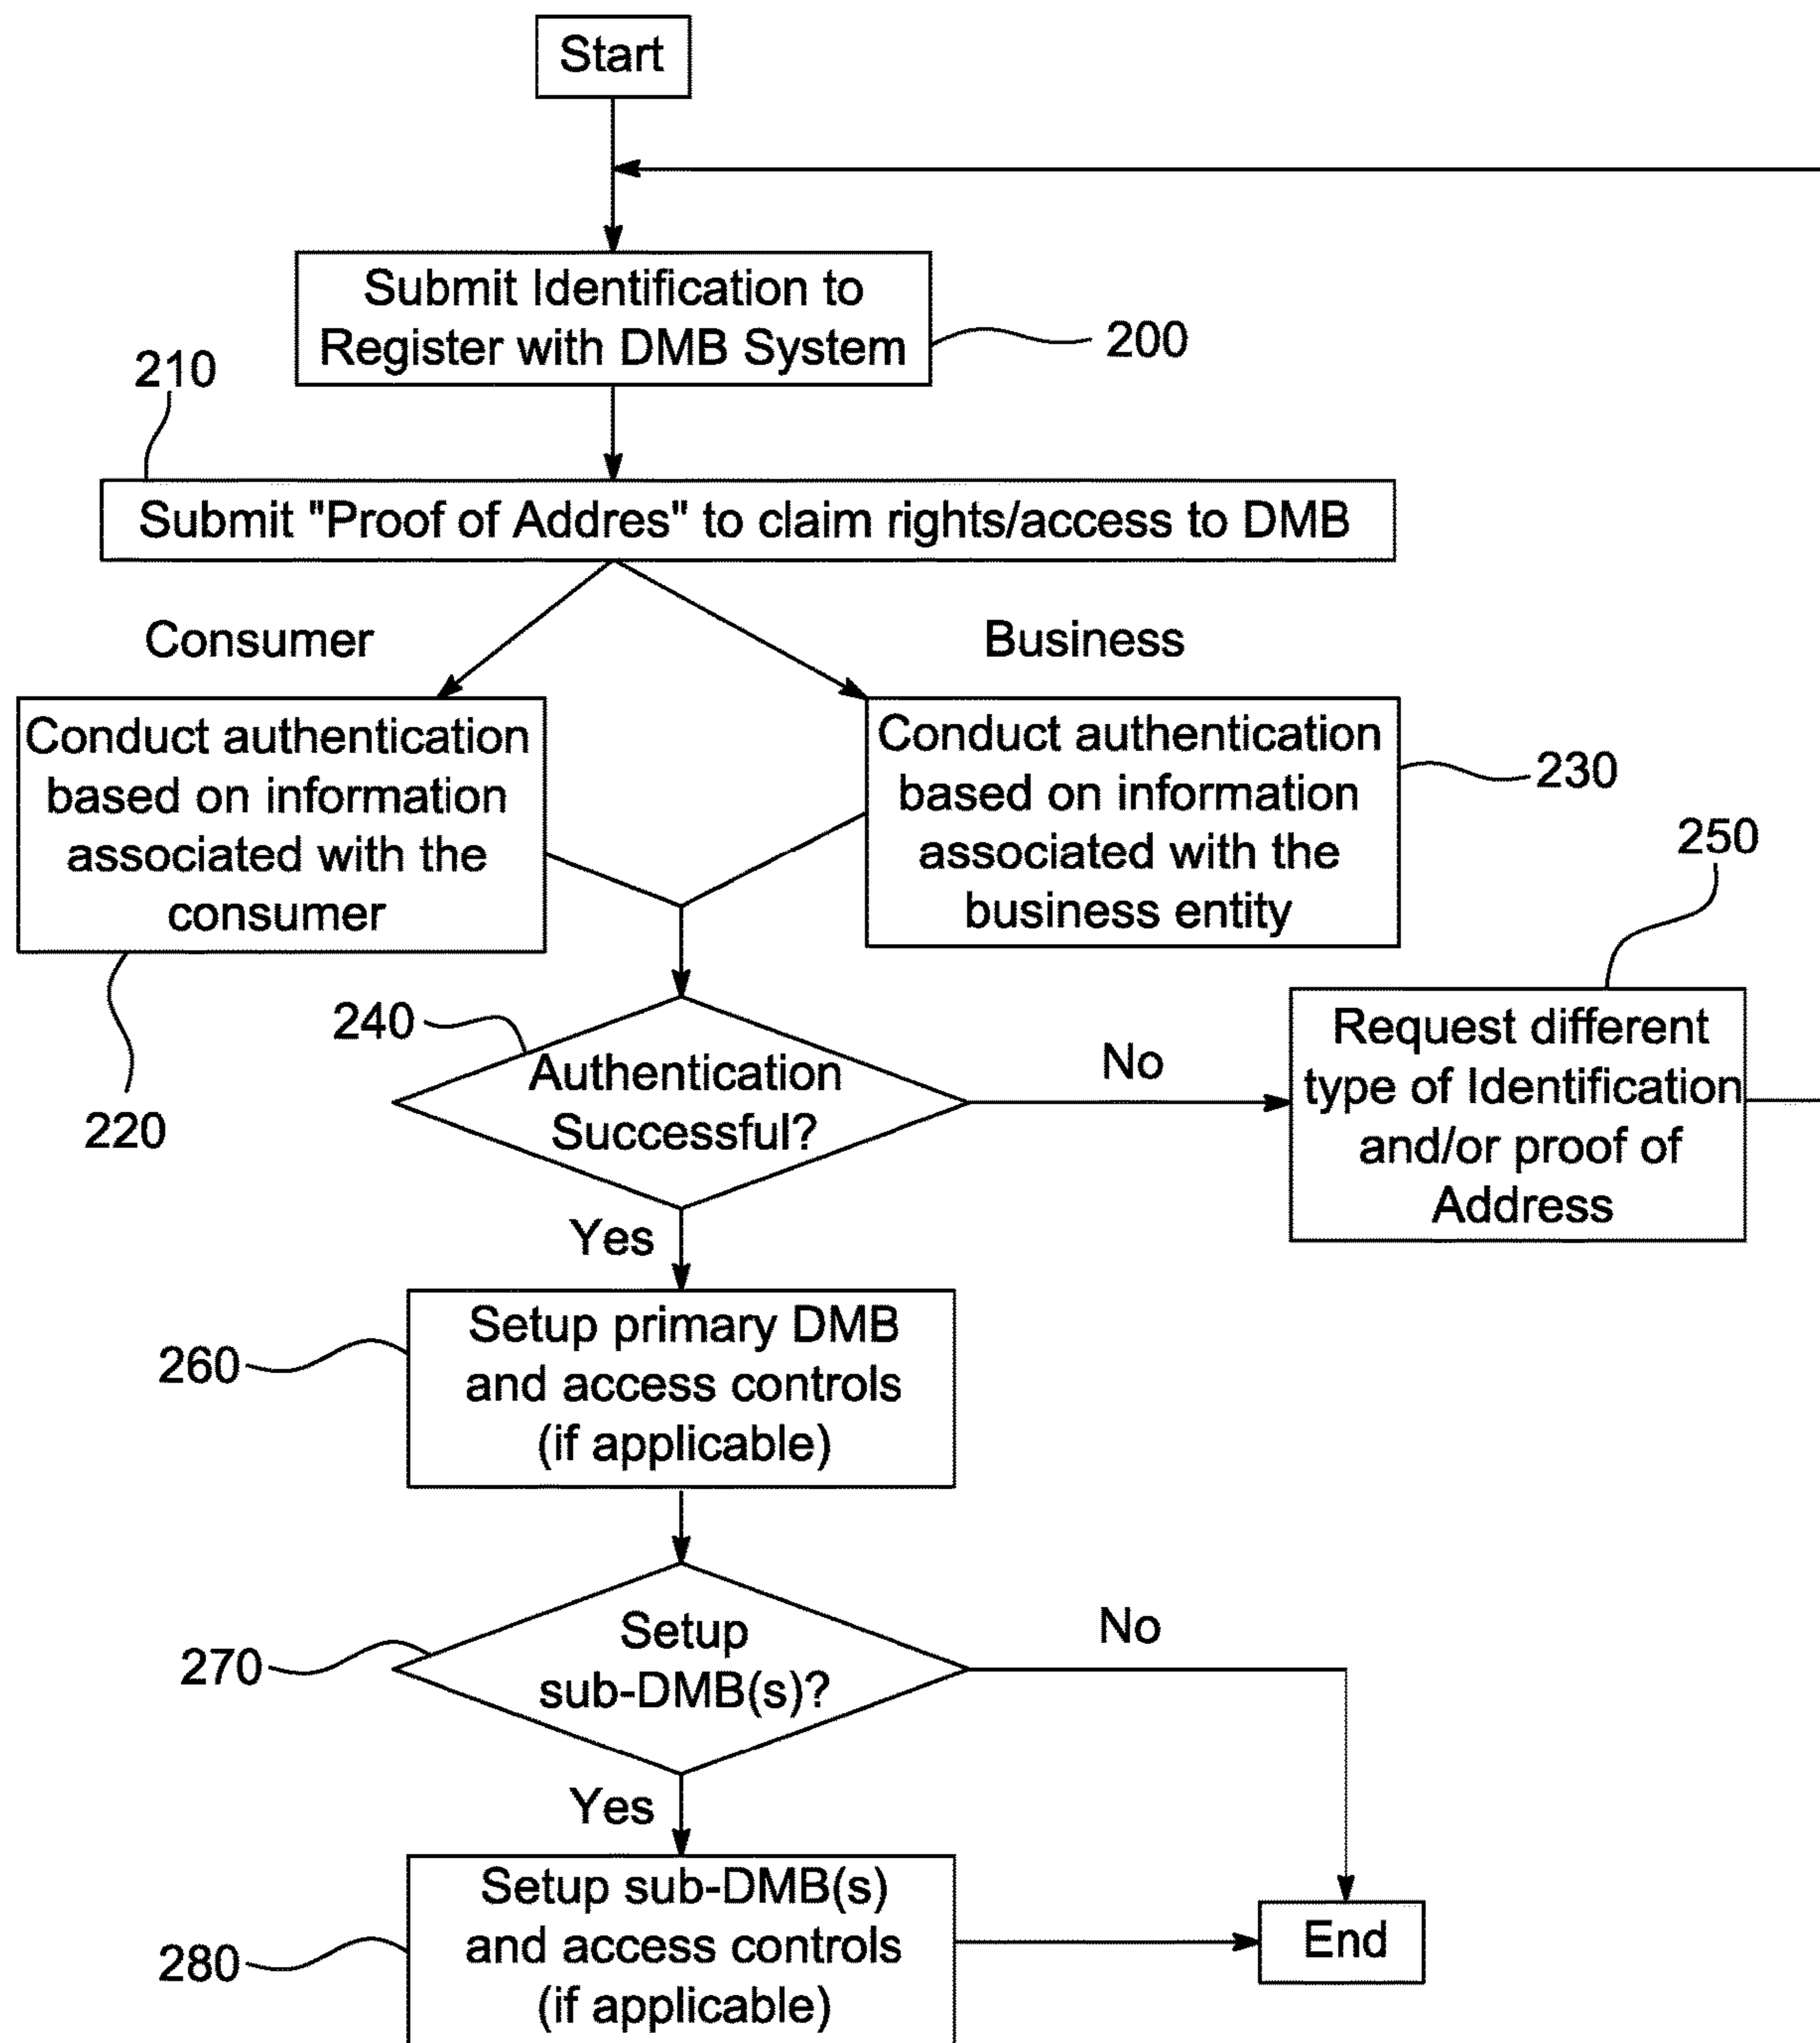 Start
Submit Identification to
Register with DMB System
200
210
Submit "Proof of Addres" to claim rights/access to DMB
Consumer
Business
Conduct authentication
based on information
associated with the
consumer
220
Conduct authentication
based on information
associated with the
business entity
230
240
Authentication
Successful?
No
250
Request different
type of Identification
and/or proof of
Address
Yes
260
Setup primary DMB
and access controls
(if applicable)
270
Setup
sub-DMB(s)?
No
Yes
280
Setup sub-DMB(s)
and access controls
(if applicable)
End